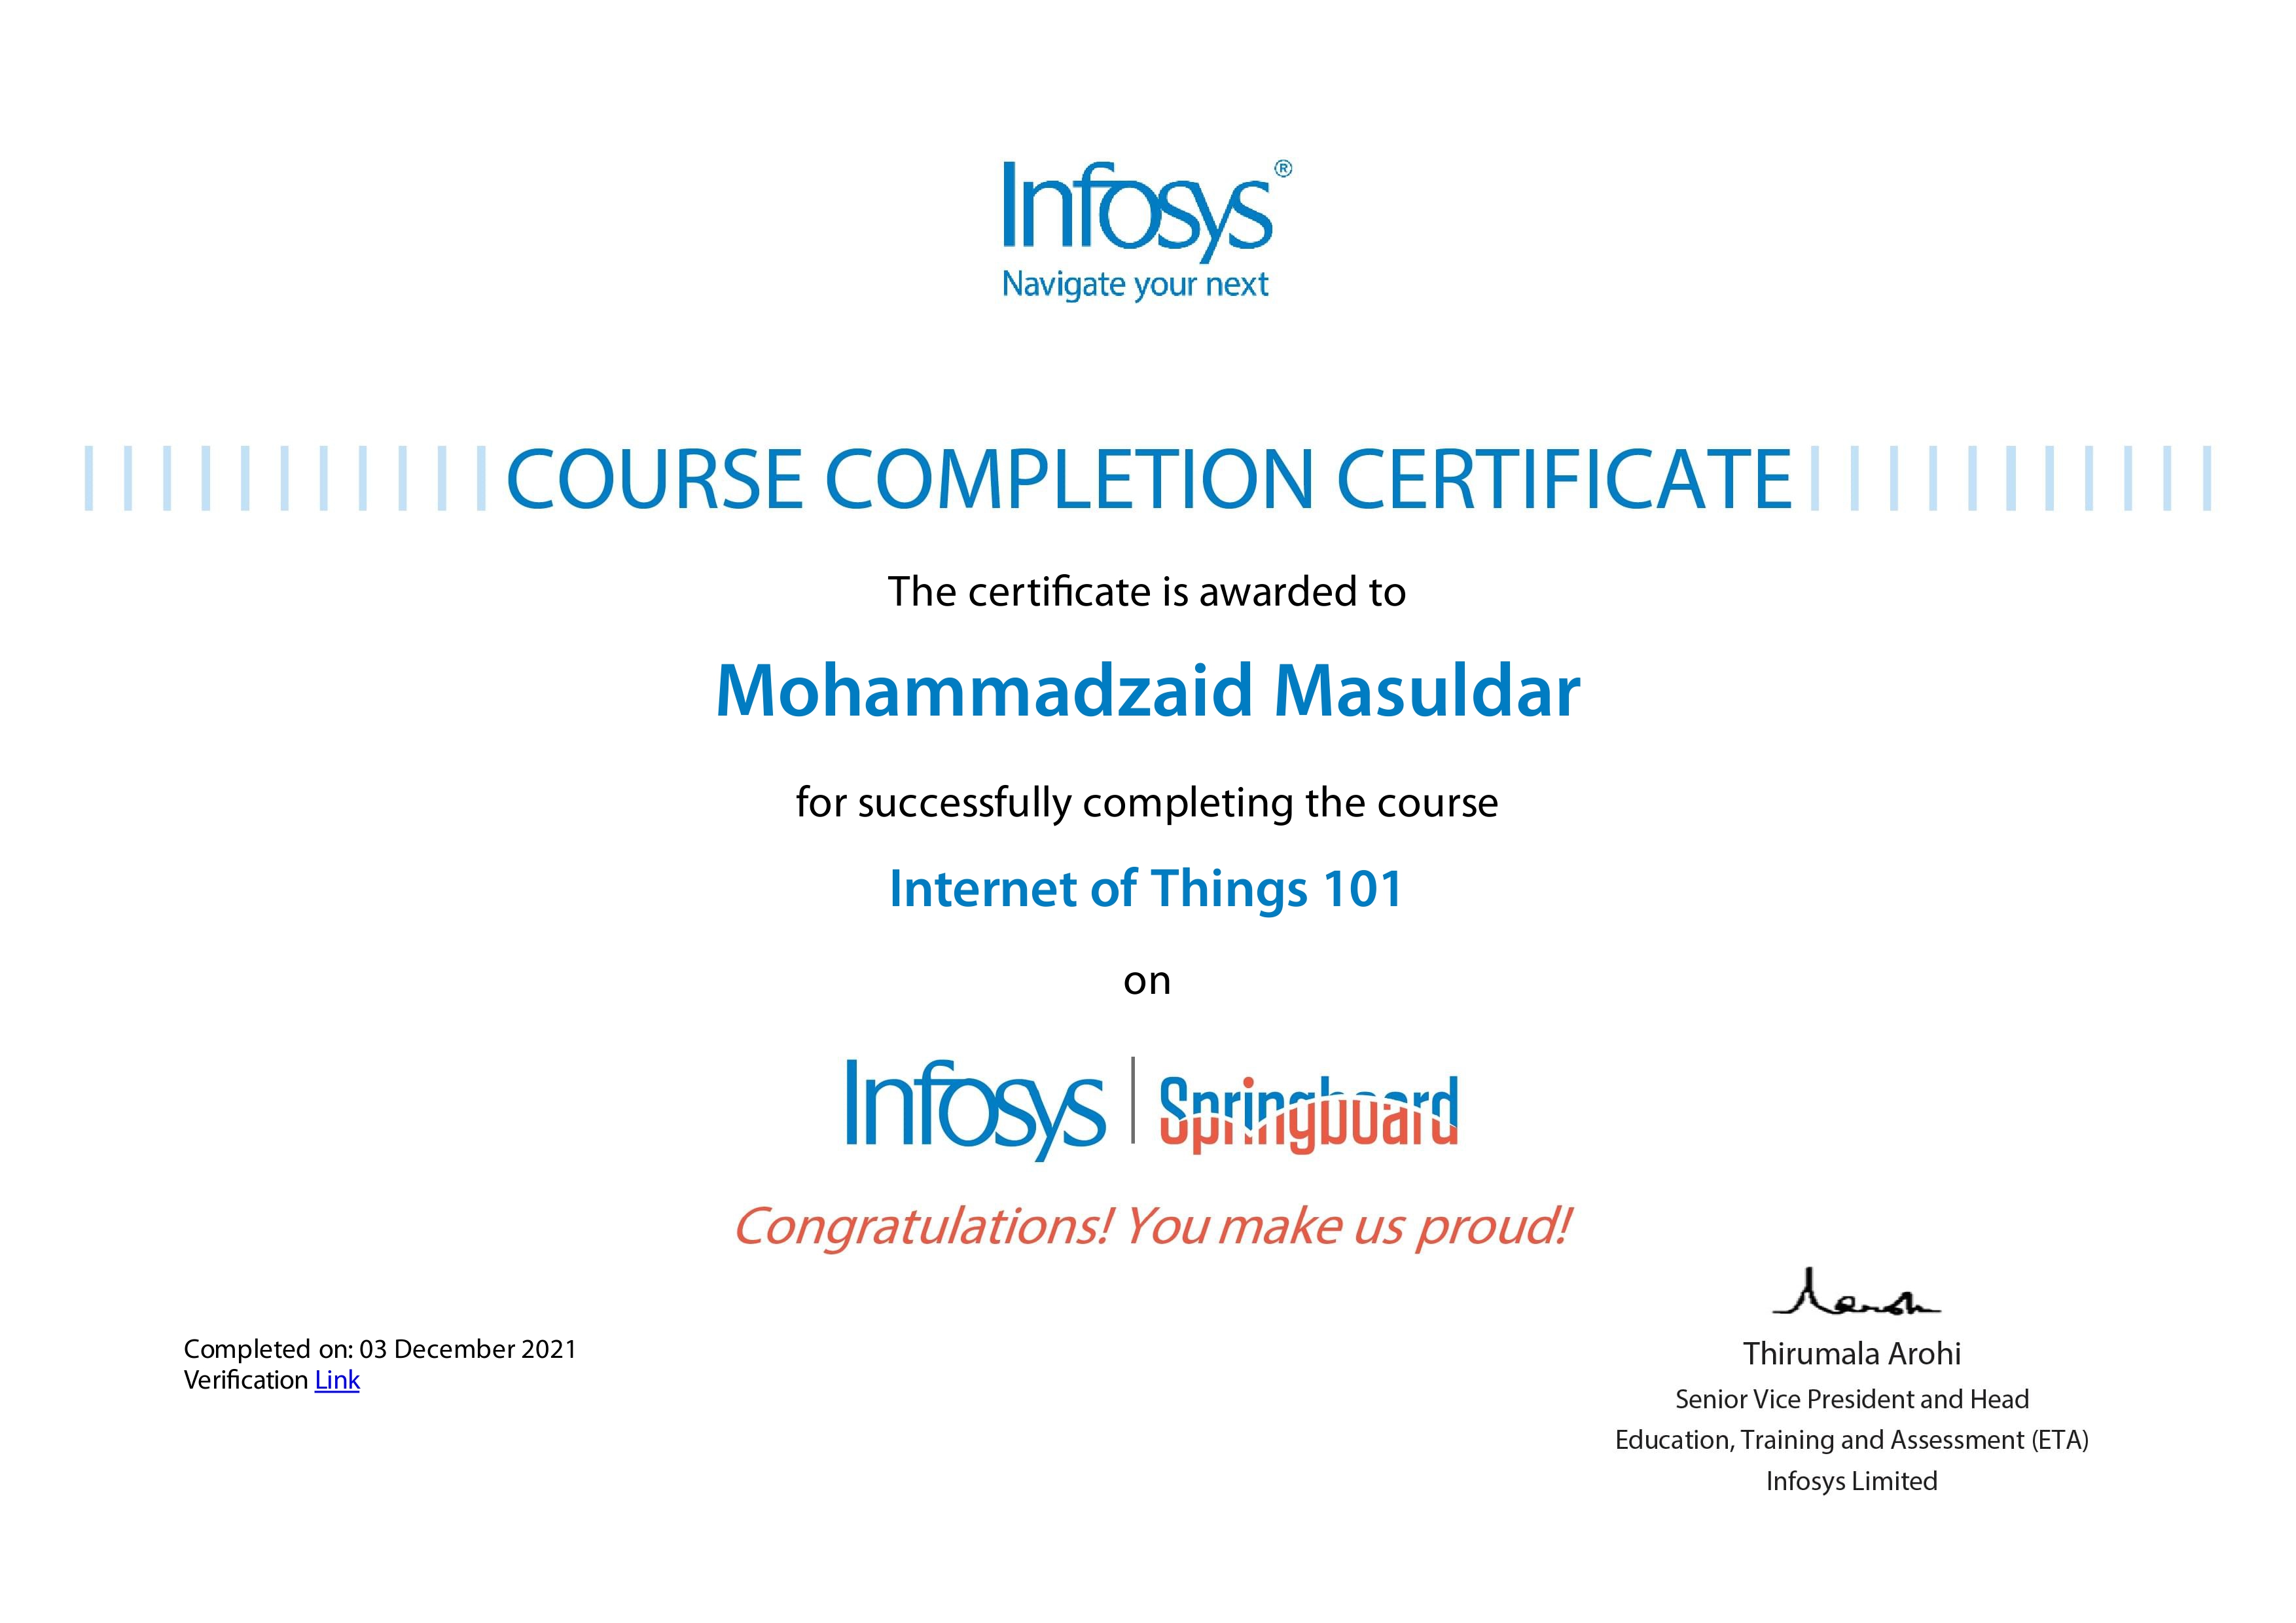 Infosys®
Navigate your next
COURSE COMPLETION CERTIFICATE
The certificate is awarded to
Mohammadzaid Masuldar
for successfully completing the course
Internet of Things 101
on
Infosys | Springboard
Congratulations! You make us proud!
Completed on: 03 December 2021
Verification Link
Thirumala Arohi
Senior Vice President and Head
Education, Training and Assessment (ETA)
Infosys Limited